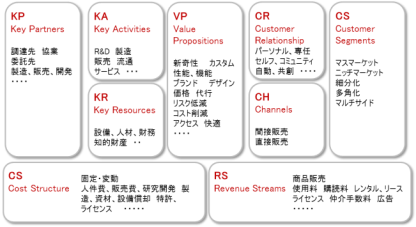 KP
Key Partners
調達先 協業
委託先
製造、販売、開発
・・・・
KA
Key Activities
R&D 製造
販売 流通
サービス ・・・
KR
Key Resources
設備、人材、財務
知的財産 ・・
VP
Value
Propositions
新奇性 カスタム
性能、機能
ブランド デザイン
価格 代行
リスク低減
コスト削減
アクセス 快適
・・・・
CR
Customer
Relationship
パーソナル、専任
セルフ、コミュニティ
自動、共創 ・・・・
CH
Channels
間接販売
直接販売
CS
Customer
Segments
マスマーケット
ニッチマーケット
細分化
多角化
マルチサイド
CS
Cost Structure
固定・変動
人件費、販売費、研究開発 製
造、資材、設備償却 特許、
ライセンス ・・・・・
RS
Revenue Streams
商品販売
使用料 購読料 レンタル、リース
ライセンス 仲介手数料 広告
・・・・・